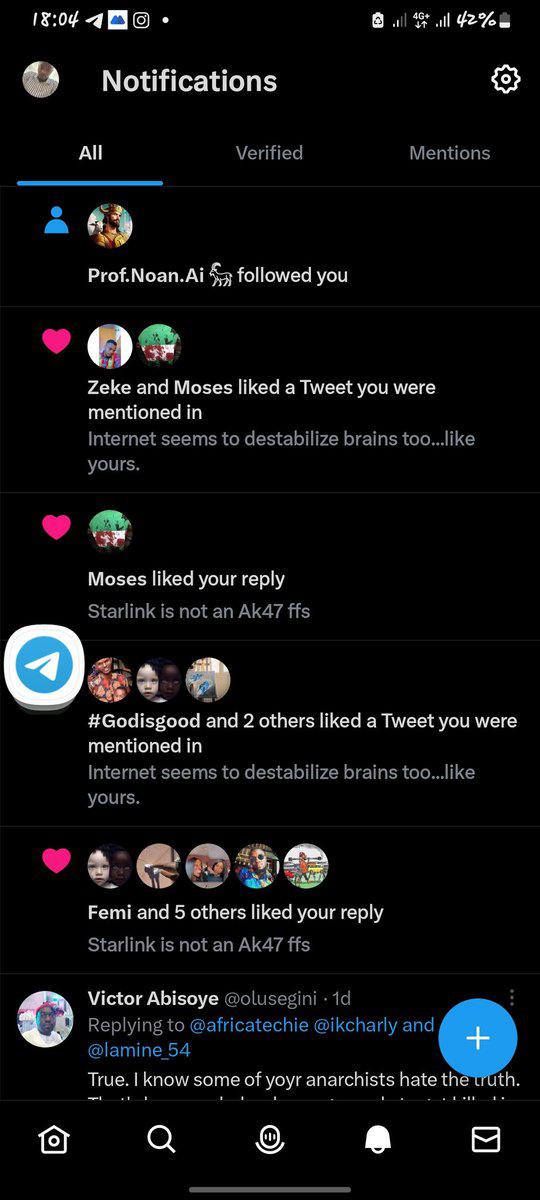 18:04
4G+
42%
Notifications
All
Verified
Mentions
Prof.Noan.Ai 🐐 followed you
Zeke and Moses liked a Tweet you were
mentioned in
Internet seems to destabilize brains too...like
yours.
Moses liked your reply
Starlink is not an Ak47 ffs
#Godisgood and 2 others liked a Tweet you were
mentioned in
Internet seems to destabilize brains too...like
yours.
Femi and 5 others liked your reply
Starlink is not an Ak47 ffs
Victor Abisoye @olusegini · 1d
Replying to @africatechie @ikcharly and
@lamine_54
True. I know some of yoyr anarchists hate the truth.